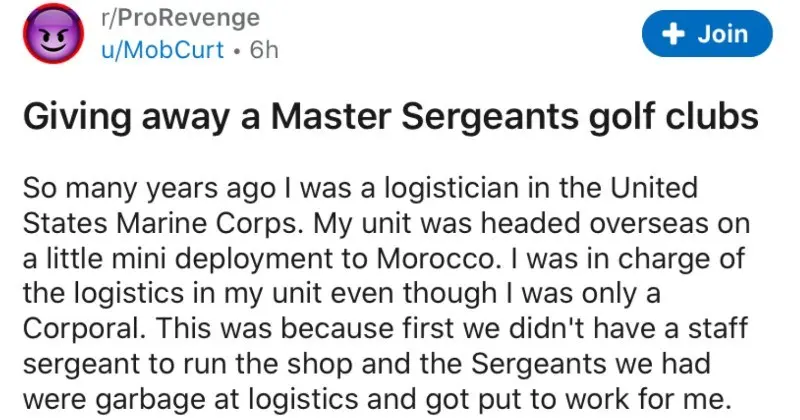 r/ProRevenge
u/MobCurt • 6h
+ Join
Giving away a Master Sergeants golf clubs
So many years ago I was a logistician in the United
States Marine Corps. My unit was headed overseas on
a little mini deployment to Morocco. I was in charge of
the logistics in my unit even though I was only a
Corporal. This was because first we didn't have a staff
sergeant to run the shop and the Sergeants we had
were garbage at logistics and got put to work for me.